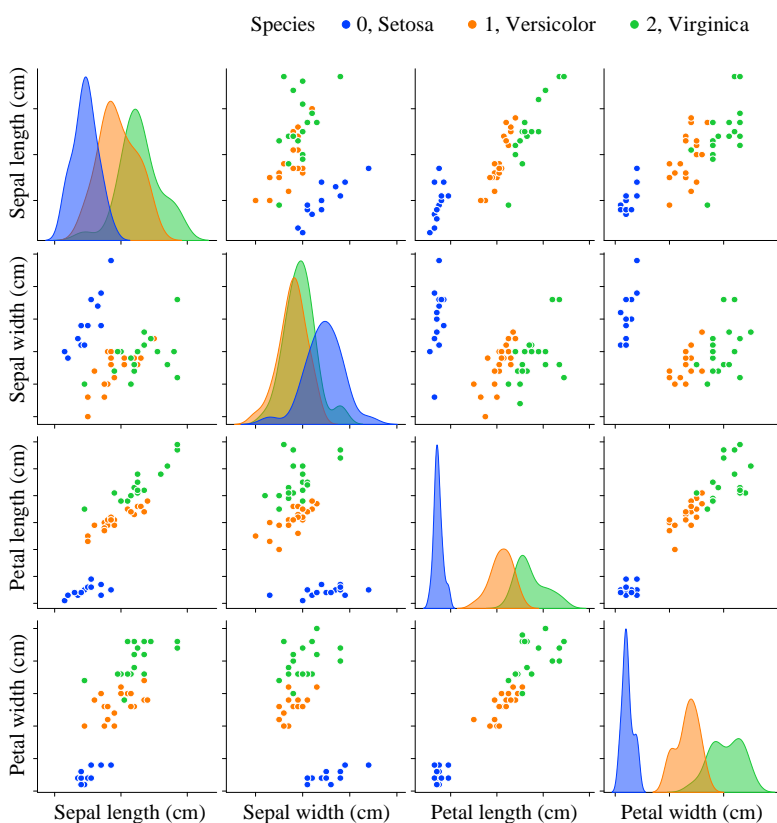 Species 0, Setosa 1, Versicolor 2, Virginica
Sepal length (cm)
Sepal width (cm)
Petal length (cm)
Petal width (cm)
Sepal length (cm) Sepal width (cm) Petal length (cm) Petal width (cm)